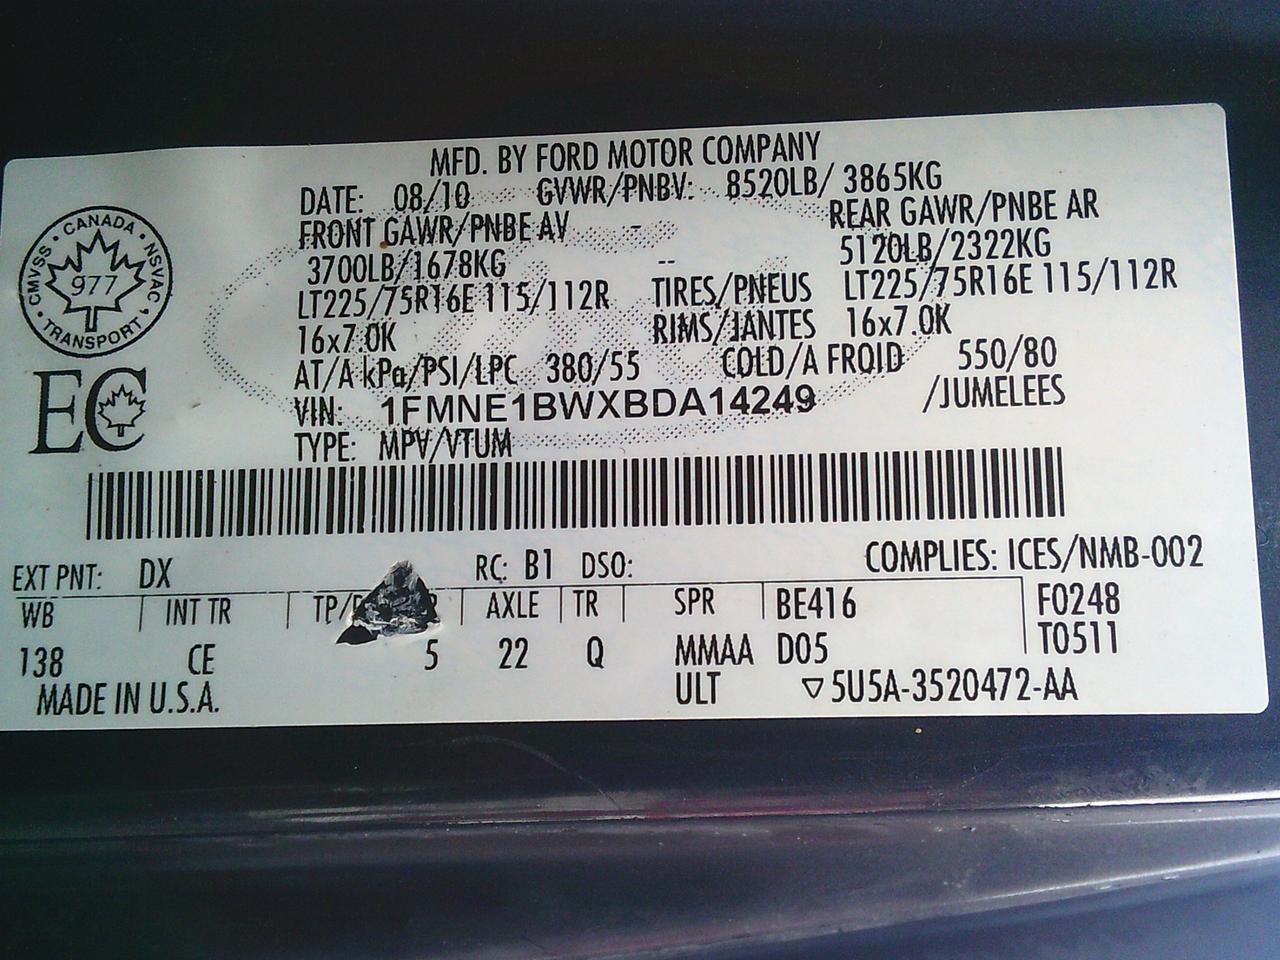 MFD. BY FORD MOTOR COMPANY
DATE: 08/10 GVWR/PNBV: 8520LB/ 3865KG
FRONT GAWR/PNBE AV - REAR GAWR/PNBE AR
3700LB/1678KG -- 5120LB/2322KG
LT225/75R16E 115/112R TIRES/PNEUS LT225/75R16E 115/112R
16x7.0K RIMS/JANTES 16x7.0K
AT/A kPa/PSI/LPC 380/55 COLD/A FROID 550/80
VIN: 1FMNE1BWXBDA14249 /JUMELEES
TYPE: MPV/VTUM
CANADA • NSVAC • TRANSPORT • CMVSS •
977
EC
EXT PNT: DX RC: B1 DSO: COMPLIES: ICES/NMB-002
WB INT TR TP/ R AXLE TR SPR BE416 F0248
T0511
138 CE 5 22 Q MMAA D05
MADE IN U.S.A. ULT ▽5U5A-3520472-AA